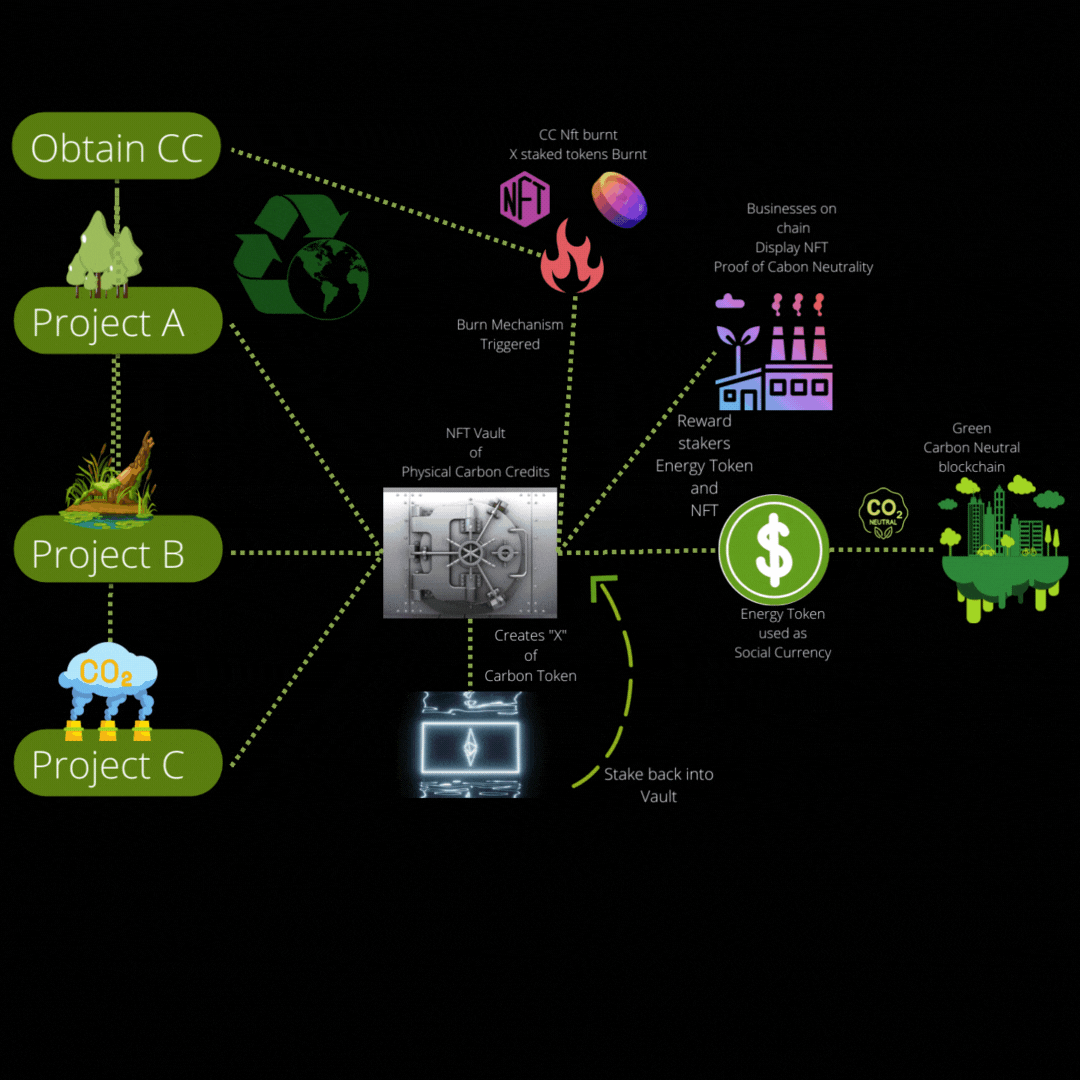 Obtain CC
Project A
Project B
CO2
Project C
CC Nft burnt
X staked tokens Burnt
NFT
Burn Mechanism
Triggered
Businesses on
chain
Display NFT
Proof of Cabon Neutrality
NFT Vault
of
Physical Carbon Credits
Reward
stakers
Energy Token
and
NFT
$
Energy Token
used as
Social Currency
CO2
NEUTRAL
Green
Carbon Neutral
blockchain
Creates "X"
of
Carbon Token
Stake back into
Vault